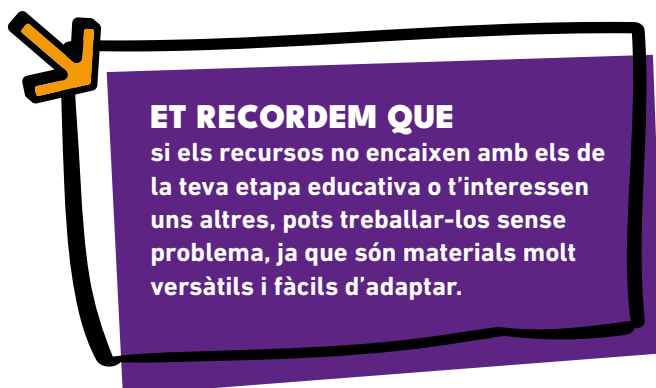 ET RECORDEM QUE
si els recursos no encaixen amb els de
la teva etapa educativa o t'interessen
uns altres, pots treballar-los sense
problema, ja que són materials molt
versàtils i fàcils d'adaptar.